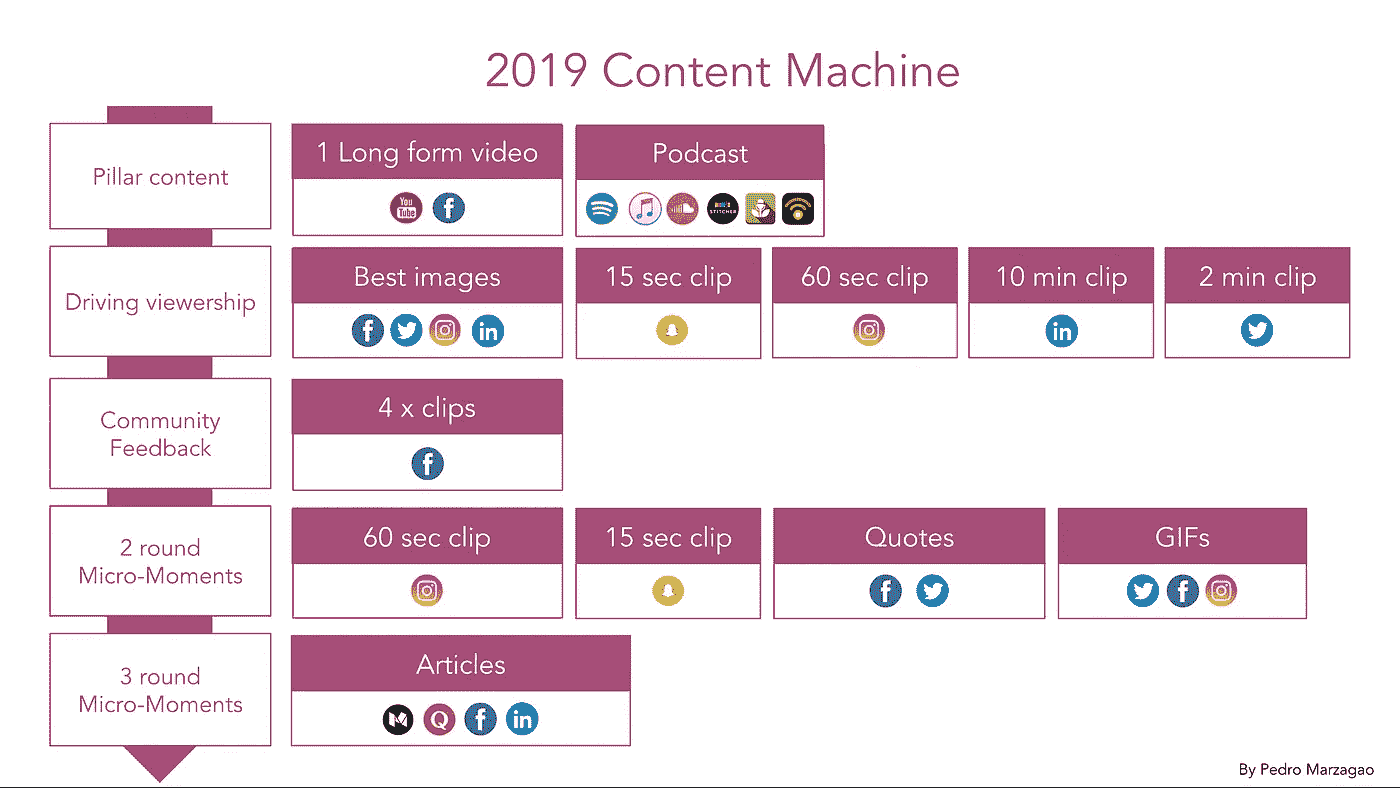 2019 Content Machine
Pillar content
1 Long form video
You
Tube
Podcast
STITCHER
Driving viewership
Best images
15 sec clip
60 sec clip
10 min clip
2 min clip
Community
Feedback
4 x clips
2 round
Micro-Moments
60 sec clip
15 sec clip
Quotes
GIFs
3 round
Micro-Moments
Articles
By Pedro Marzagao